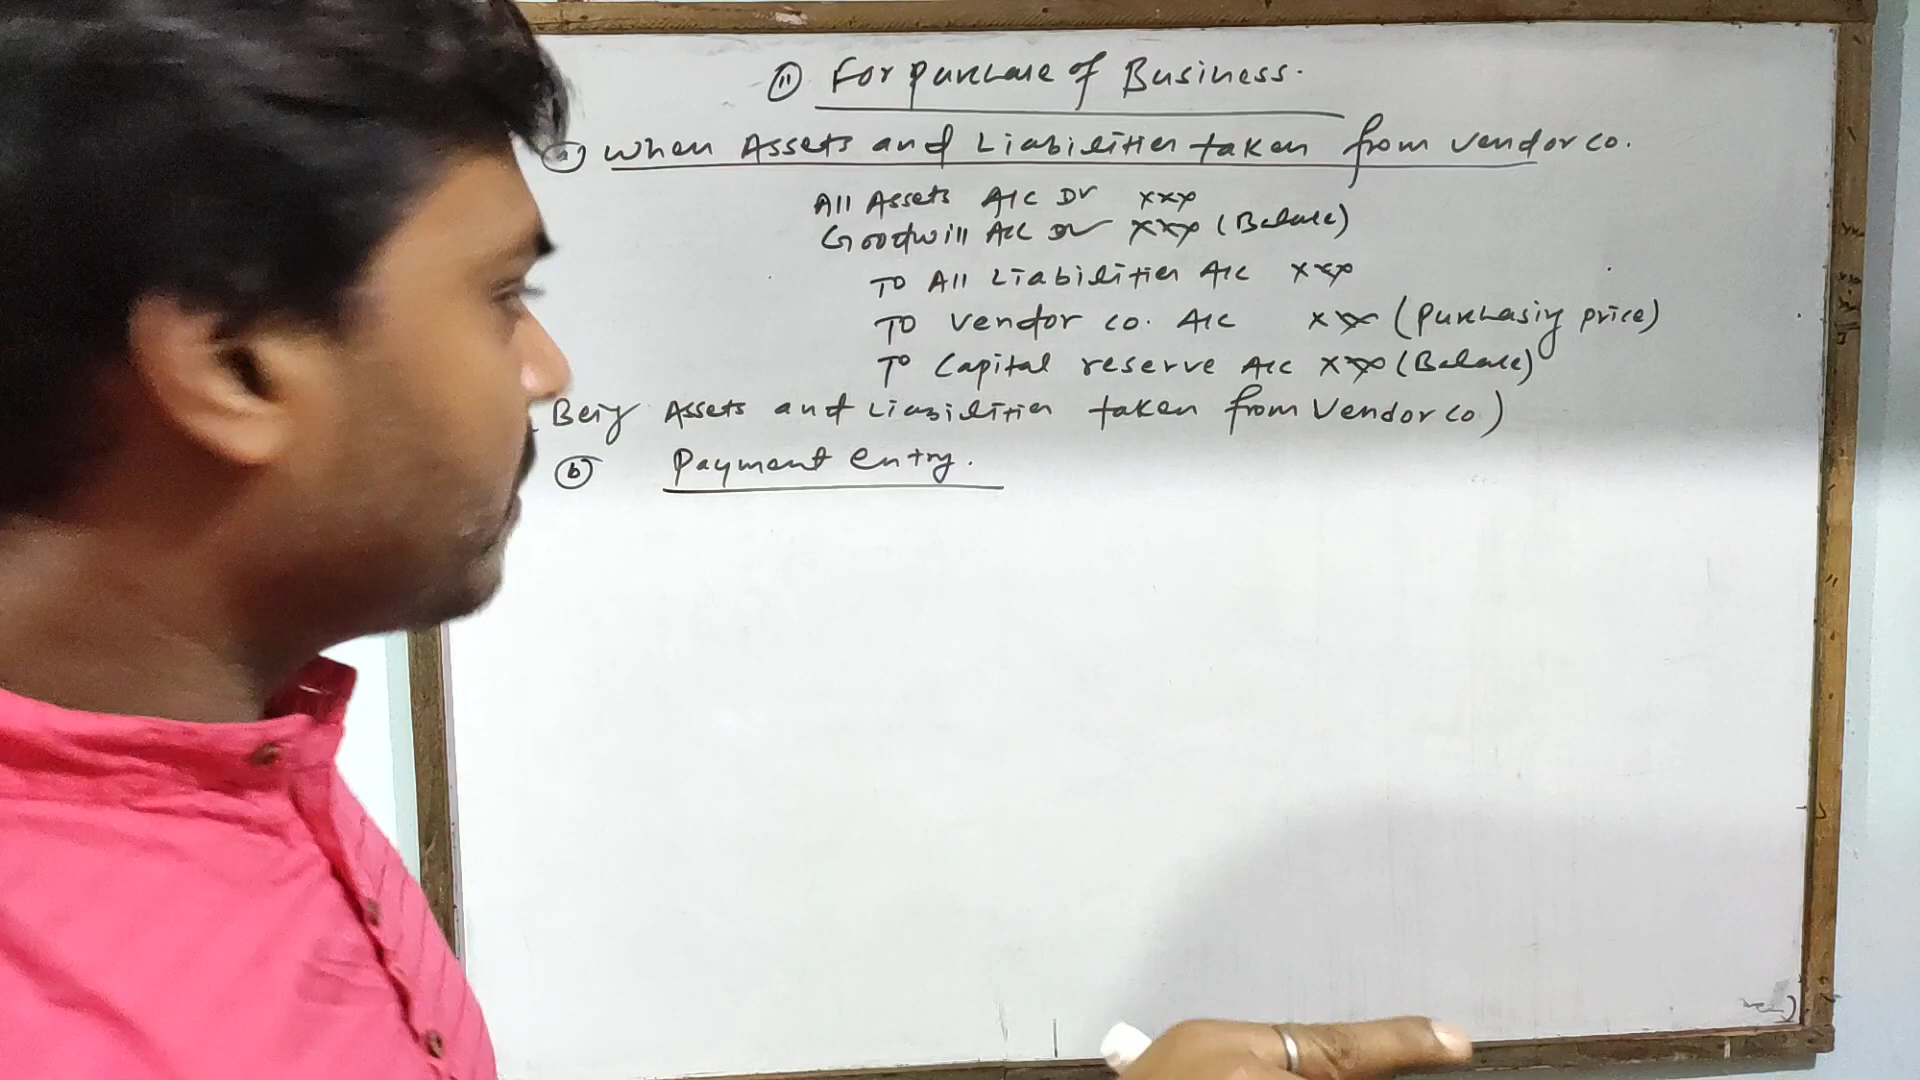 (11) For purchase of Business.
(a) When Assets and Liabilities taken from vendor co.
All Assets A/C Dr xxx
Goodwill A/C Dr xxx (Balance)
To All Liabilities A/C xxx
To Vendor co. A/C xxx (Purchasing price)
To Capital reserve A/C xxx (Balance)
(Being Assets and Liabilities taken from Vendor co.)
(b) Payment entry.